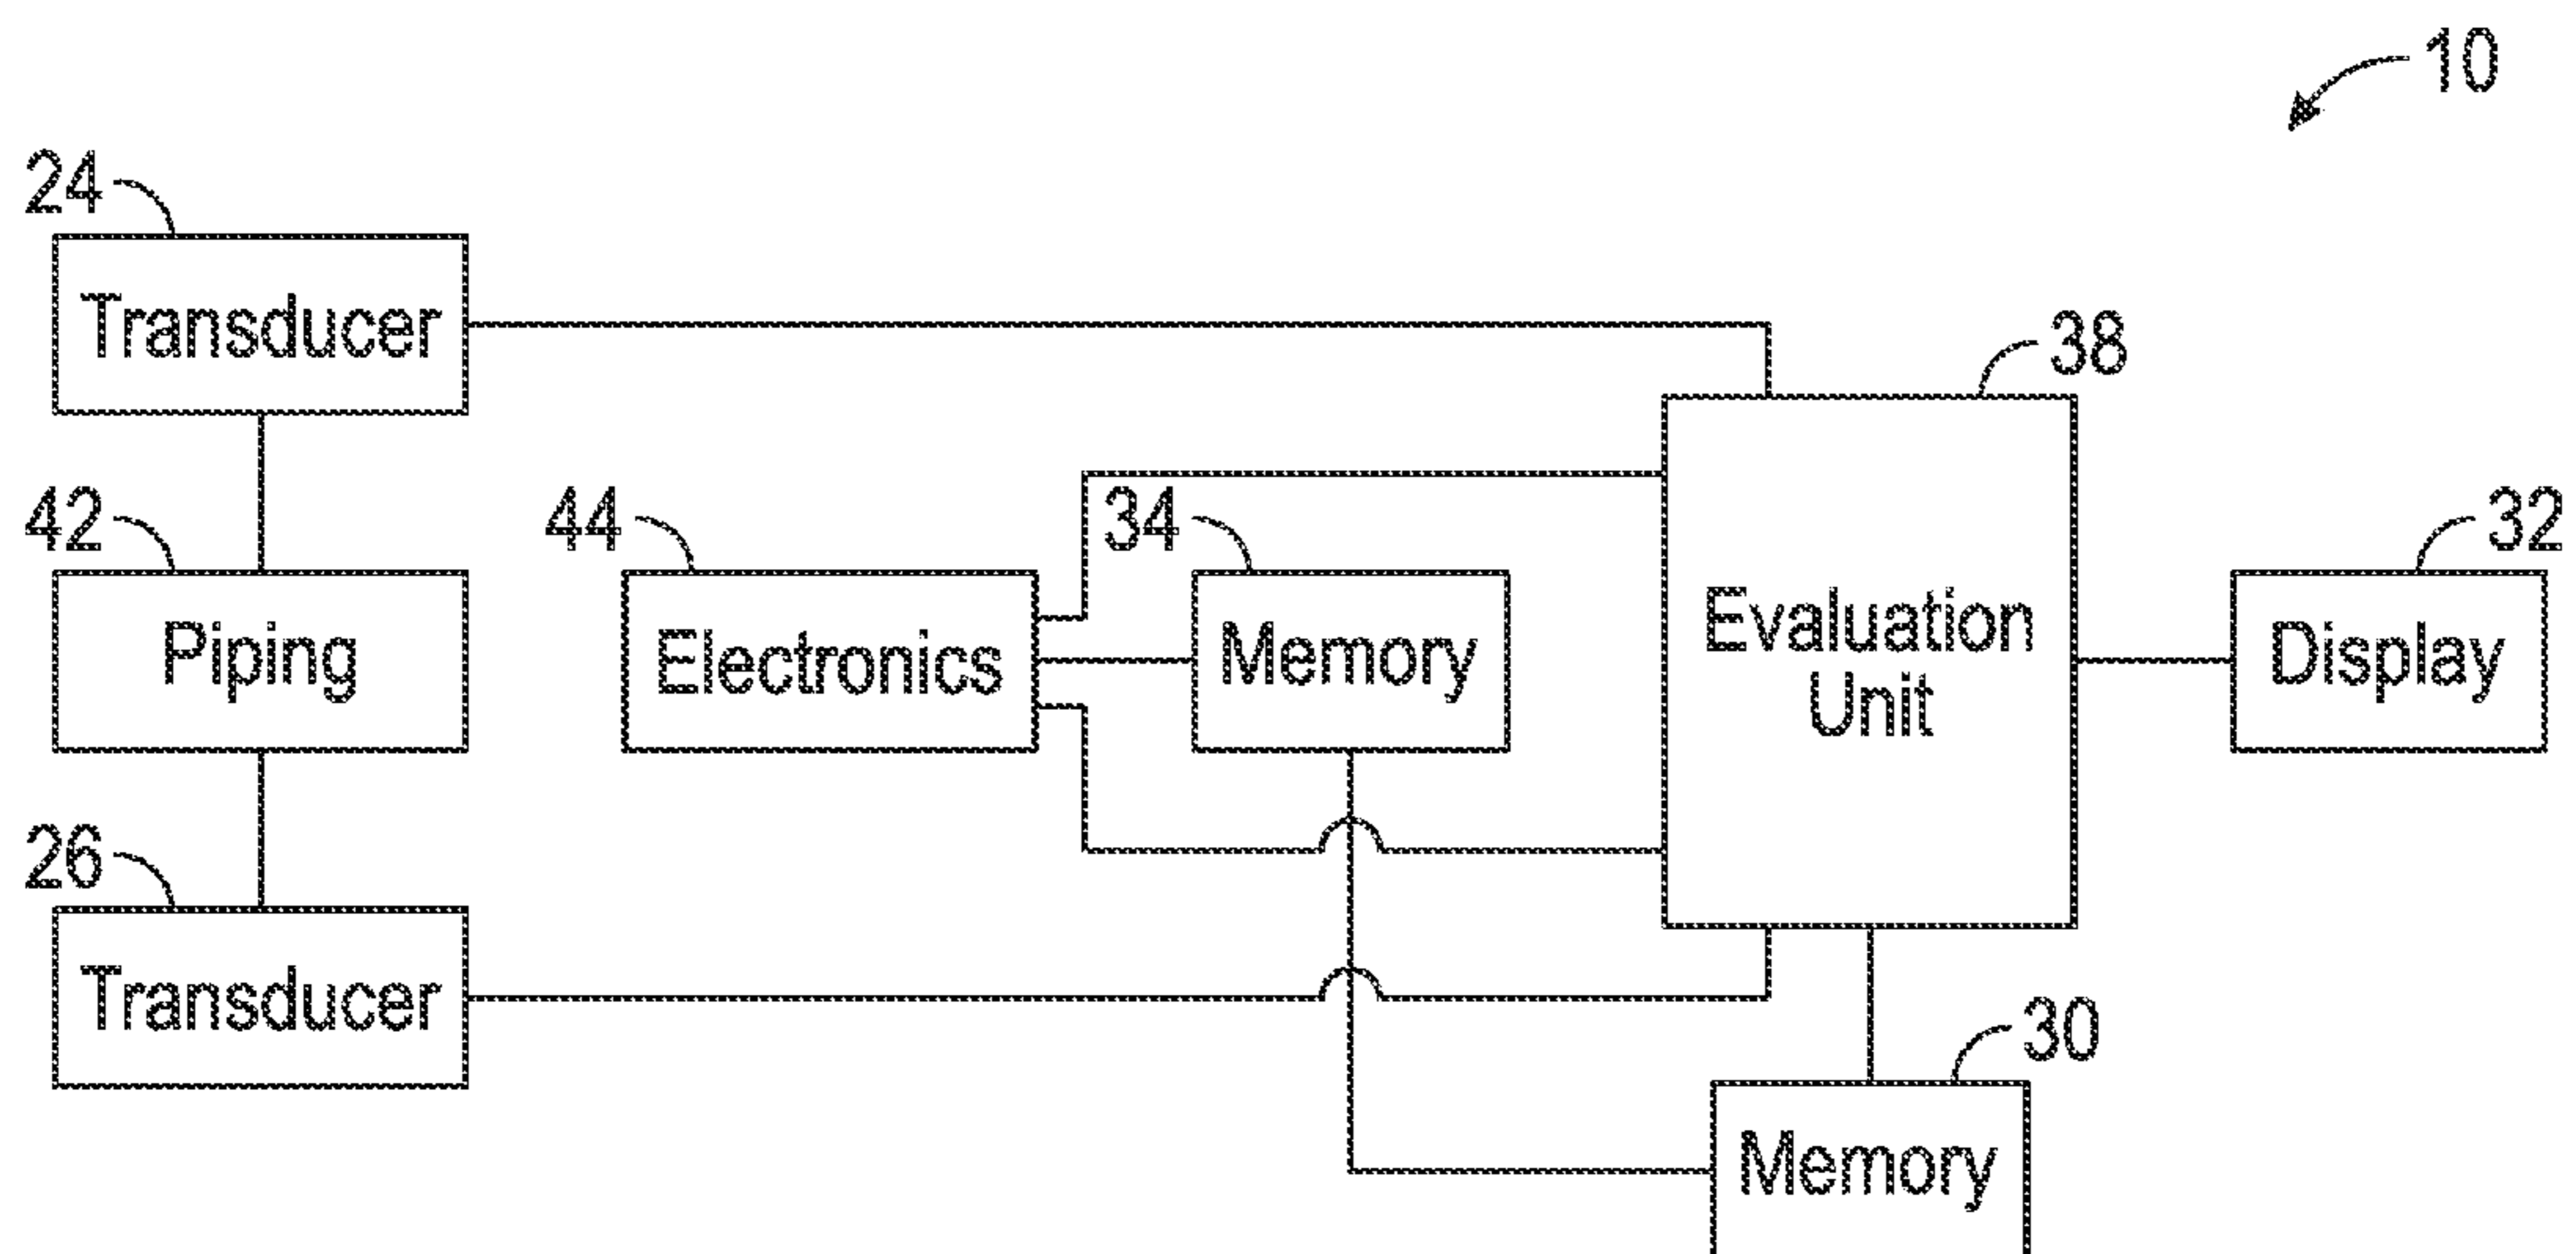 10
24
Transducer
38
42
44
34
32
Piping
Electronics
Memory
Evaluation
Unit
Display
26
Transducer
30
Memory